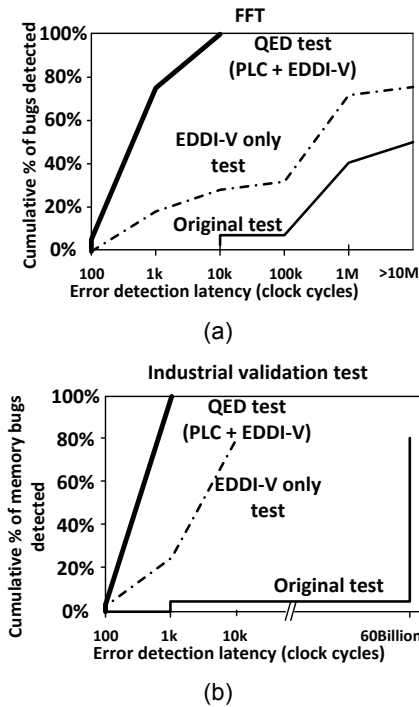 FFT
Cumulative % of bugs detected
100%
80%
60%
40%
20%
0%
QED test
(PLC + EDDI-V)
EDDI-V only
test
Original test
100 1k 10k 100k 1M >10M
Error detection latency (clock cycles)
(a)
Industrial validation test
Cumulative % of memory bugs
detected
100%
80%
60%
40%
20%
0%
QED test
(PLC + EDDI-V)
EDDI-V only
test
Original test
100 1k 10k 60Billion
Error detection latency (clock cycles)
(b)